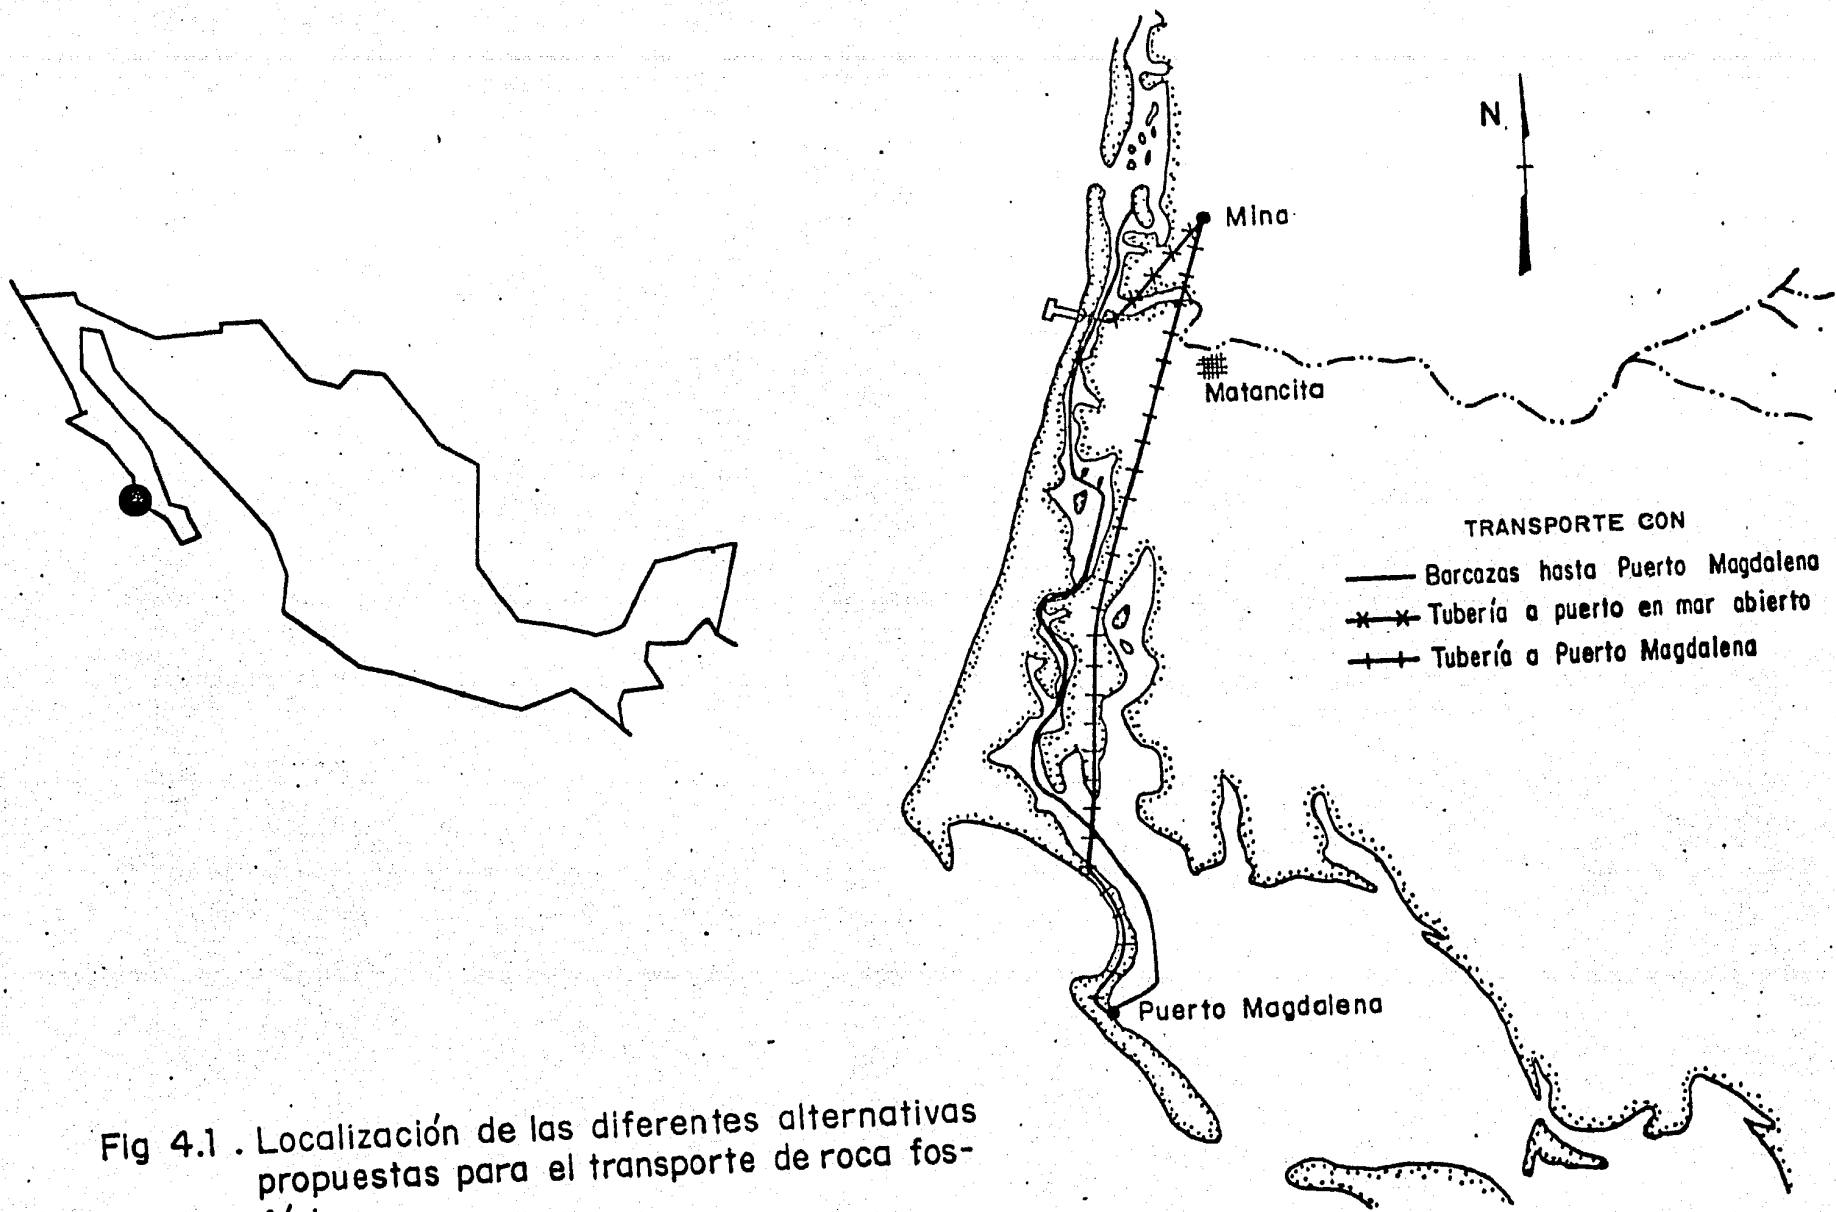 N
Mina
Matancita
TRANSPORTE CON
Barcazas hasta Puerto Magdalena
Tubería a puerto en mar abierto
Tubería a Puerto Magdalena
Puerto Magdalena
Fig 4.1. Localización de las diferentes alternativas
propuestas para el transporte de roca fos-